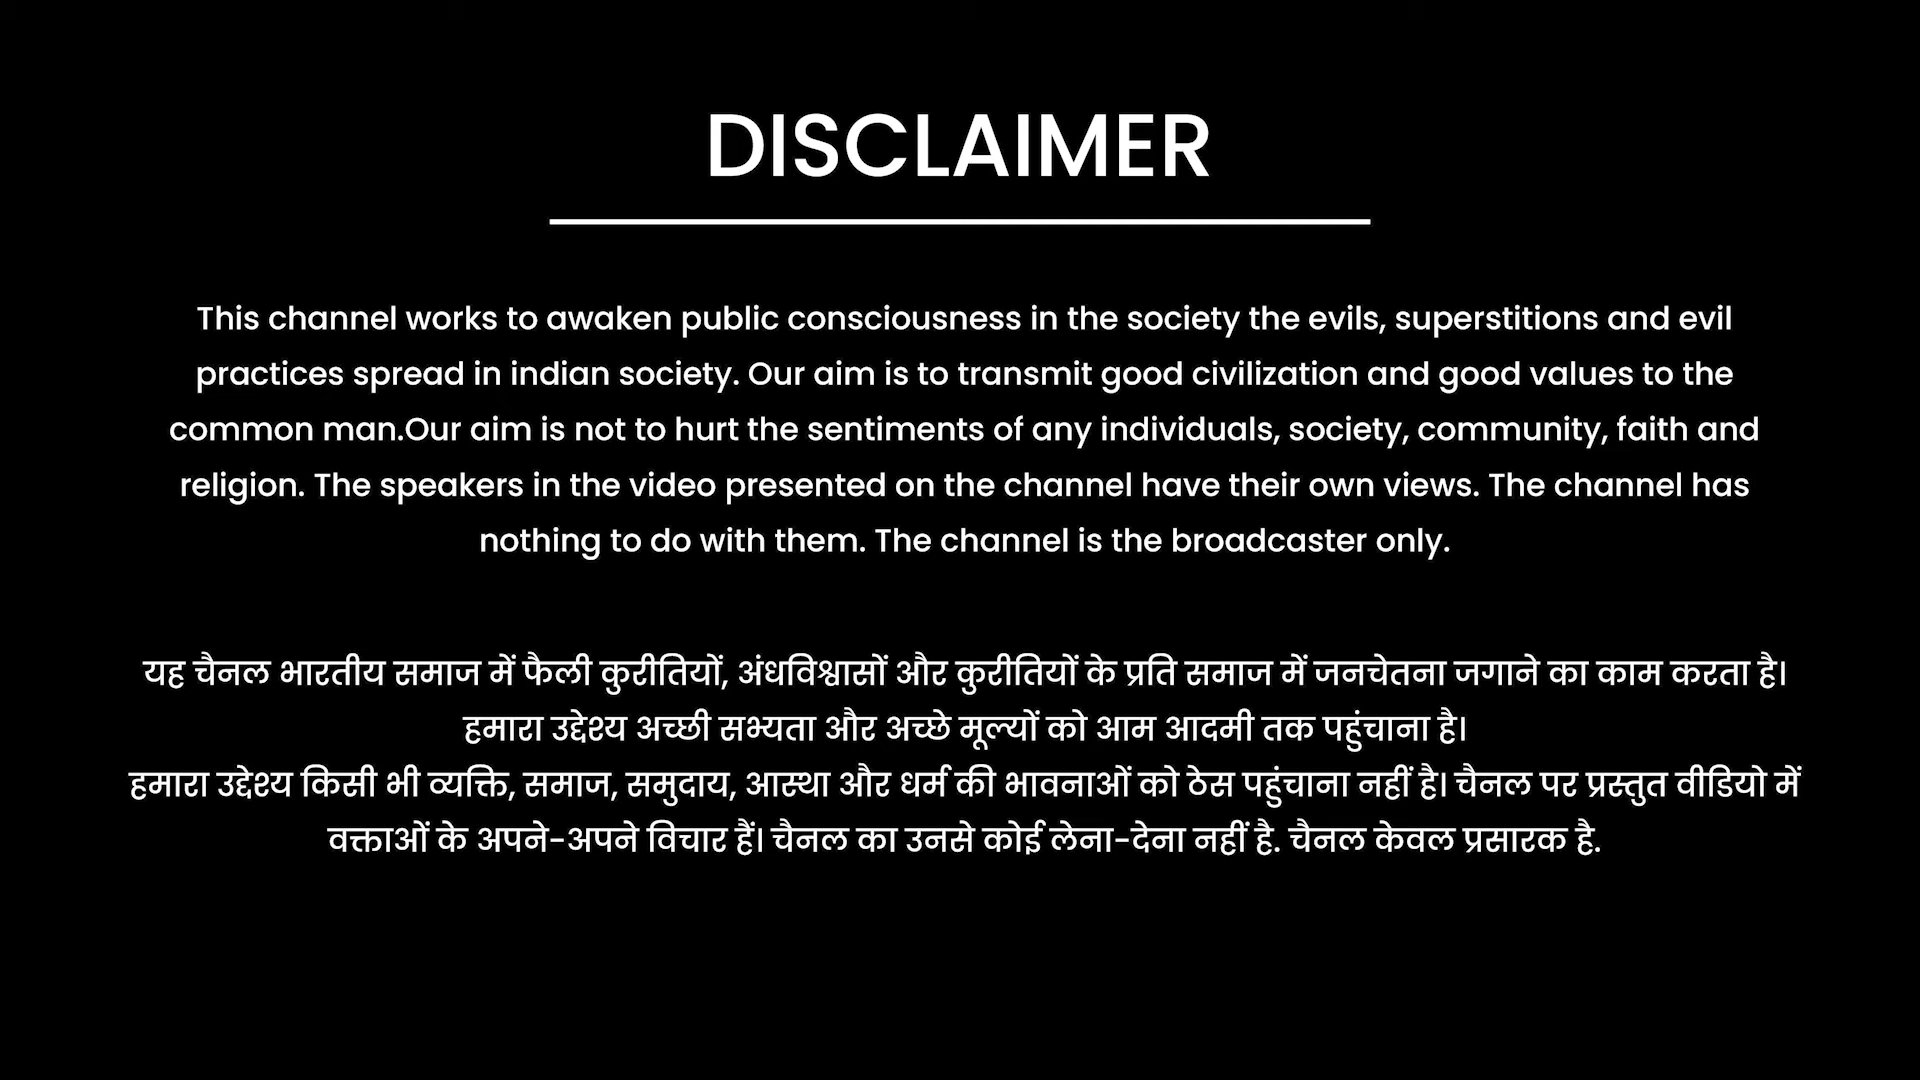 DISCLAIMER
This channel works to awaken public consciousness in the society the evils, superstitions and evil
practices spread in indian society. Our aim is to transmit good civilization and good values to the
common man.Our aim is not to hurt the sentiments of any individuals, society, community, faith and
religion. The speakers in the video presented on the channel have their own views. The channel has
nothing to do with them. The channel is the broadcaster only.
यह चैनल भारतीय समाज में फैली कुरीतियों, अंधविश्वासों और कुरीतियों के प्रति समाज में जनचेतना जगाने का काम करता है।
हमारा उद्देश्य अच्छी सभ्यता और अच्छे मूल्यों को आम आदमी तक पहुंचाना है।
हमारा उद्देश्य किसी भी व्यक्ति, समाज, समुदाय, आस्था और धर्म की भावनाओं को ठेस पहुंचाना नहीं है। चैनल पर प्रस्तुत वीडियो में
वक्ताओं के अपने-अपने विचार हैं। चैनल का उनसे कोई लेना-देना नहीं है. चैनल केवल प्रसारक है.